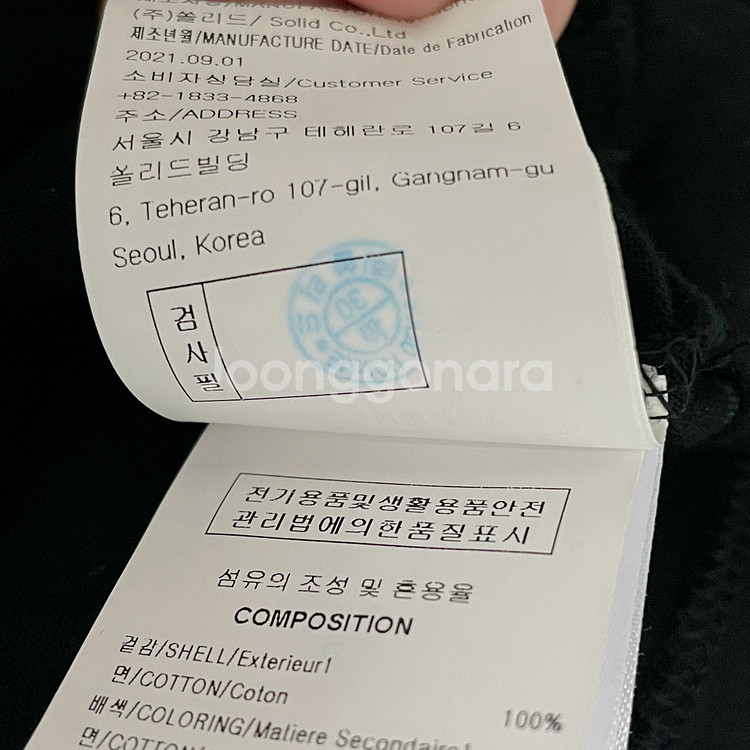 (주)쏠리드/ Solid Co.,Ltd
제조년월/MANUFACTURE DATE/Date de Fabrication
2021.09.01
소비자상담실/Customer Service
+82-1833-4868
주소/ADDRESS
서울시 강남구 테헤란로 107길 6
쏠리드빌딩
6, Teheran-ro 107-gil, Gangnam-gu
Seoul, Korea
검사필
loonggonara
전기용품및생활용품안전
관리법에의한품질표시
섬유의 조성 및 혼용율
COMPOSITION
겉감/SHELL/Exterieur1
면/COTTON/Coton
100%
배색/COLORING/Matiere Secondaire1
면/COTTON/